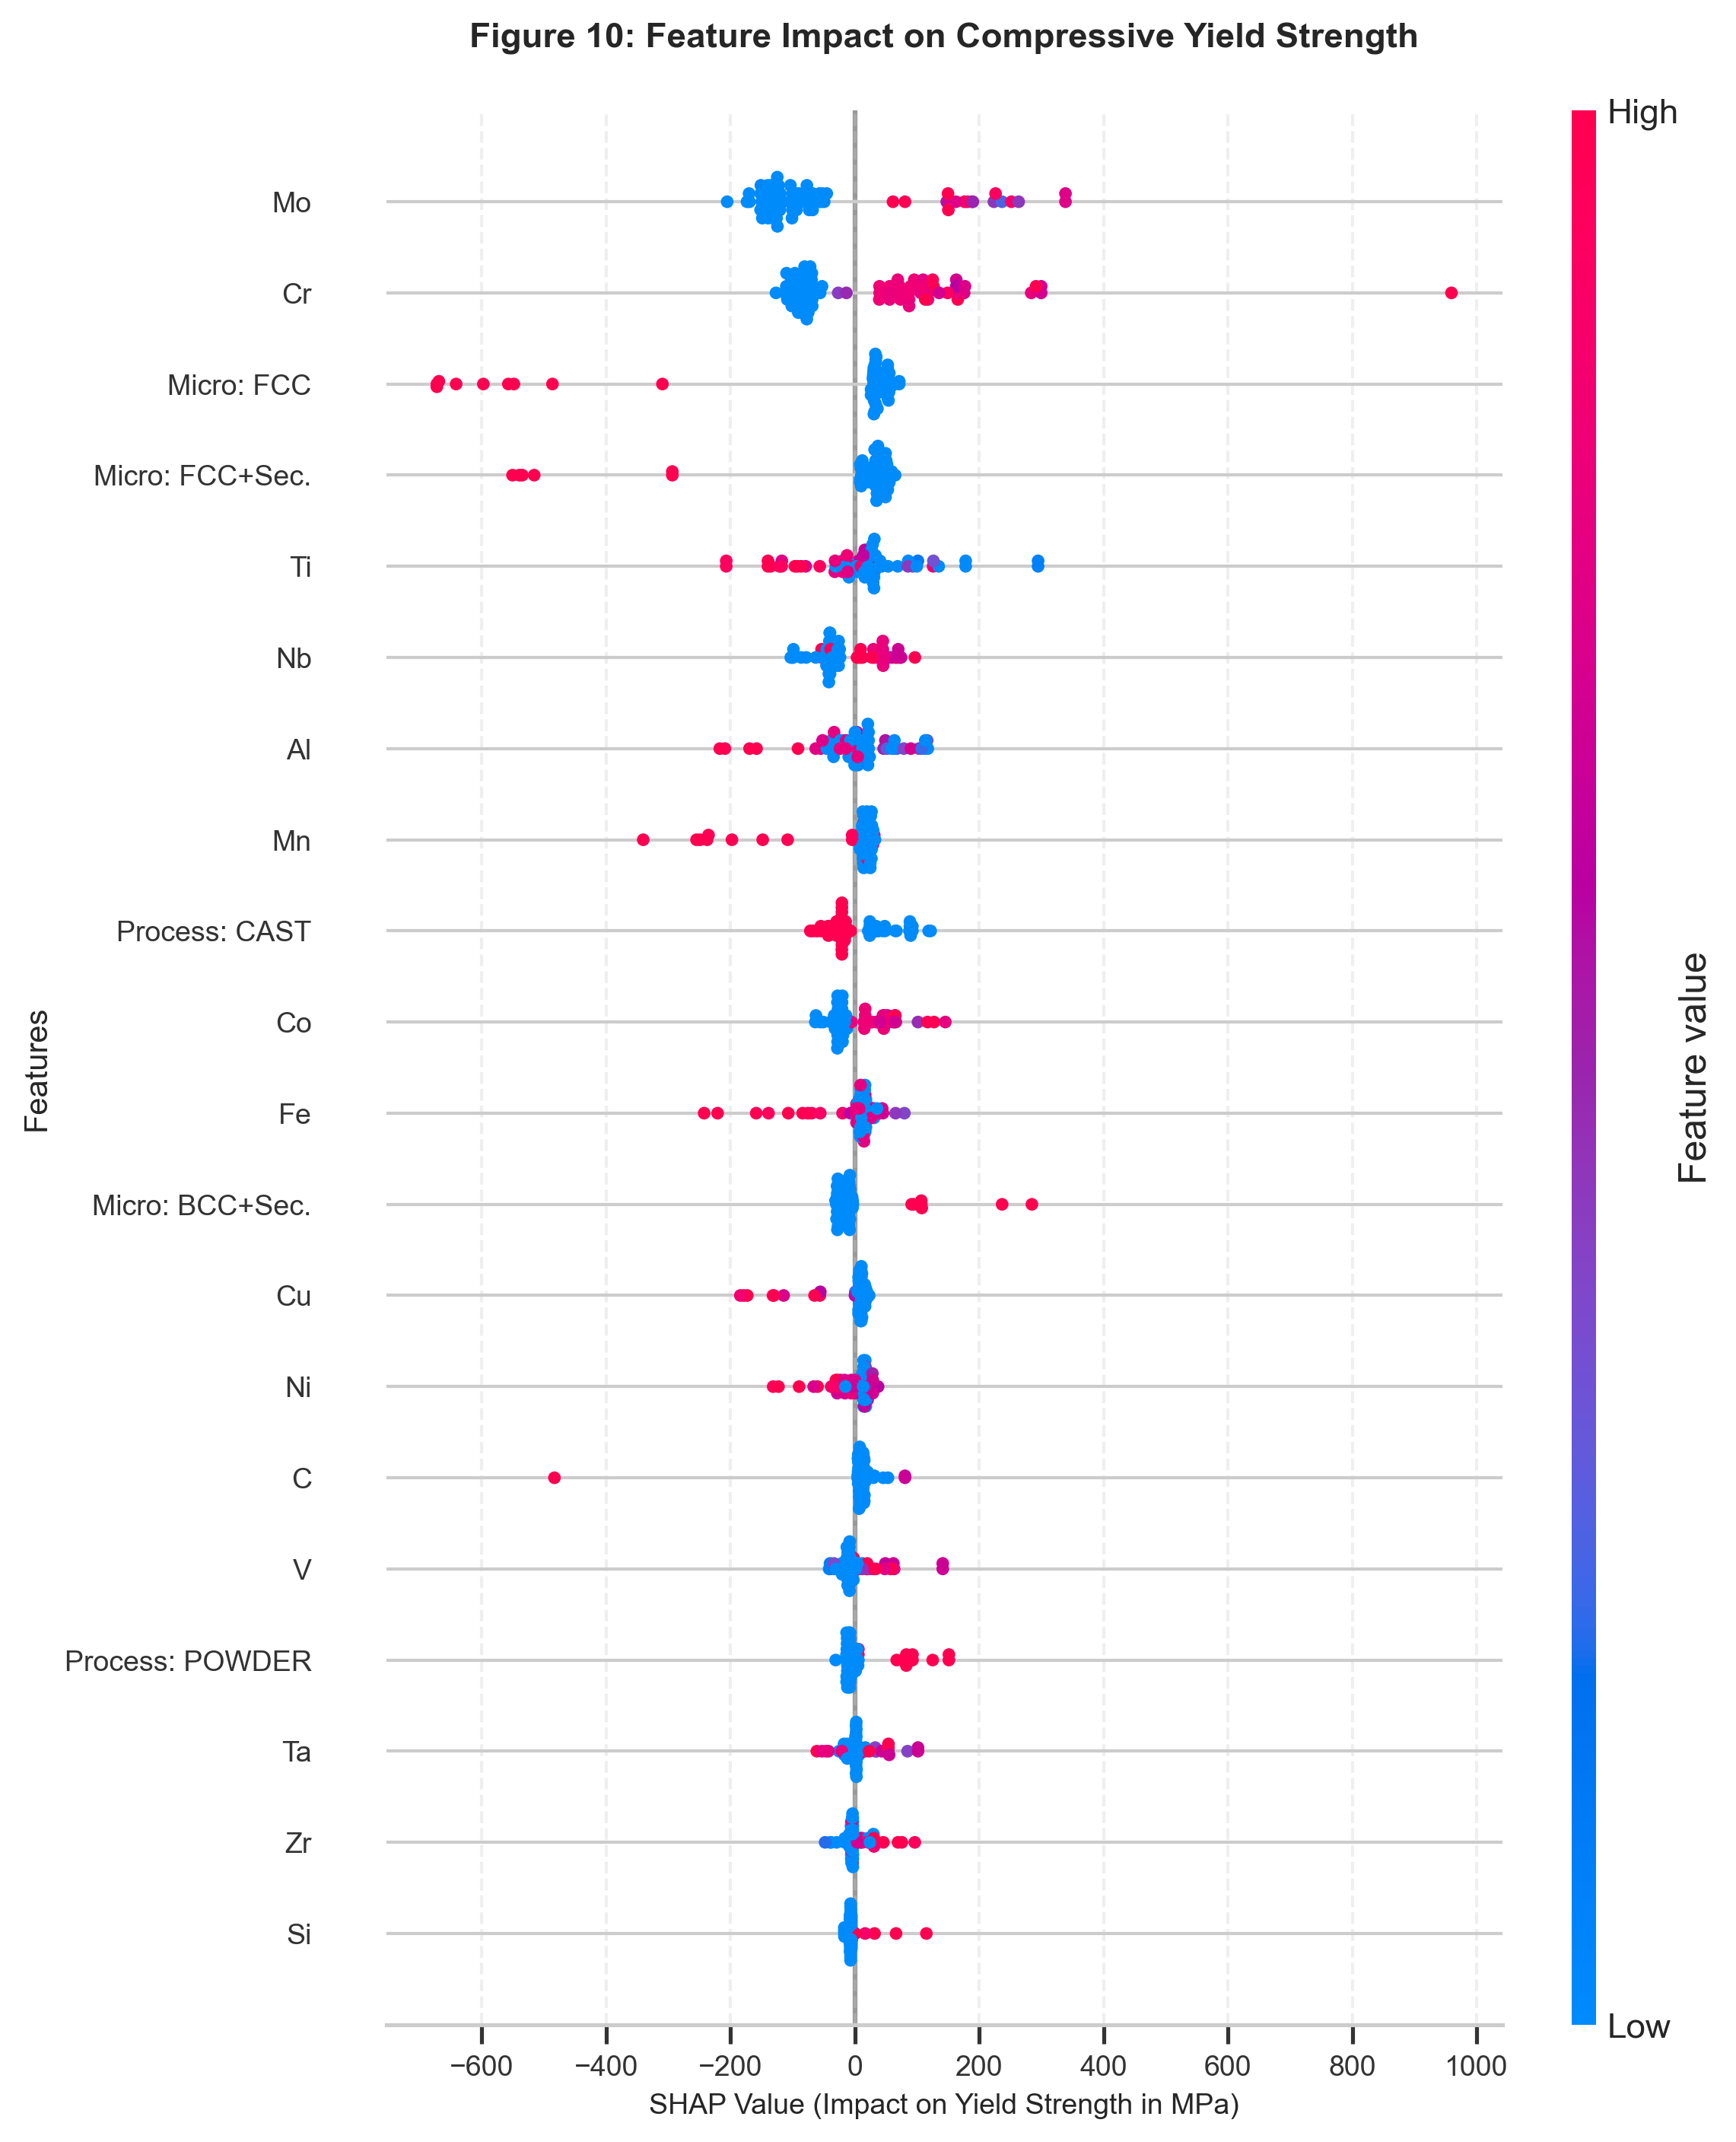 Figure 10: Feature Impact on Compressive Yield Strength
High
Mo
Cr
Micro: FCC
Micro: FCC+Sec.
Ti
Nb
Al
Mn
Process: CAST
Co
Fe
Micro: BCC+Sec.
Cu
Ni
C
V
Process: POWDER
Ta
Zr
Si
Features
Feature value
Low
−600 −400 −200 0 200 400 600 800 1000
SHAP Value (Impact on Yield Strength in MPa)